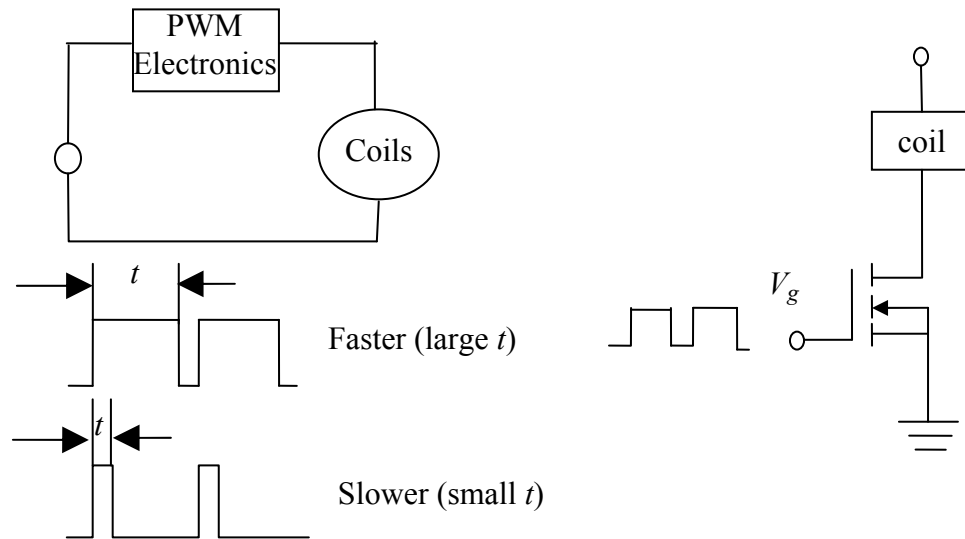 PWM
Electronics
Coils
coil
t
Faster (large t)
V_g
t
Slower (small t)